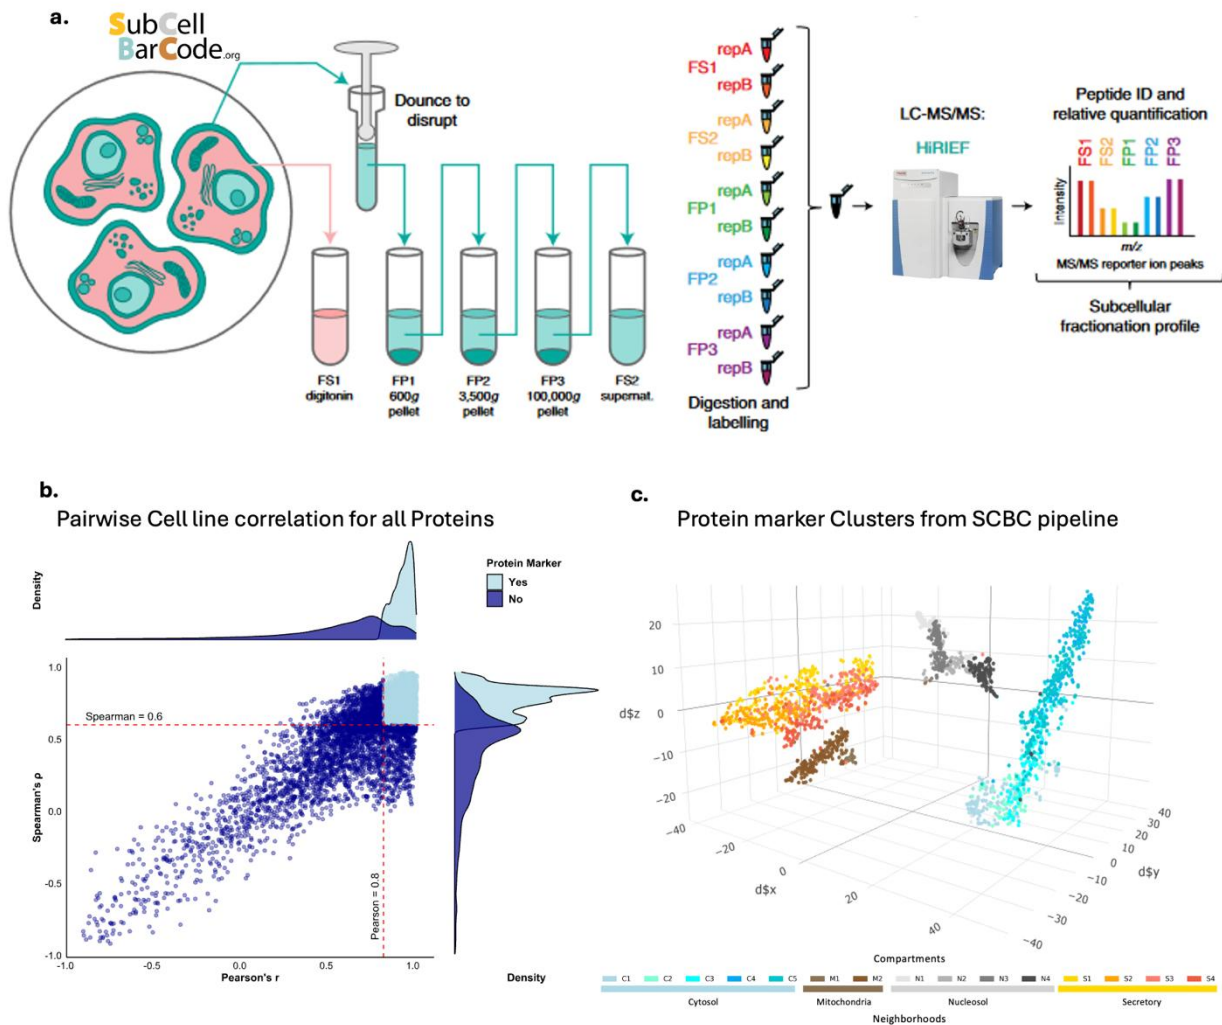 a.
SubCell
BarCode.org
Dounce to
disrupt
FS1
digitonin
FP1
600g
pellet
FP2
3,500g
pellet
FP3
100,000g
pellet
FS2
supernat.
repA
FS1
repB
repA
FS2
repB
repA
FP1
repB
repA
FP2
repB
repA
FP3
repB
Digestion and
labelling
LC-MS/MS:
HiRIEF
Peptide ID and
relative quantification
FS1 FS2 FP1 FP2 FP3
Intensity
m/z
MS/MS reporter ion peaks
Subcellular
fractionation profile
b.
Pairwise Cell line correlation for all Proteins
Density
Protein Marker
Yes
No
1.0
Spearman = 0.6
0.5
0.0
-0.5
-1.0
Spearman's ρ
Pearson = 0.8
-1.0 -0.5 0.0 0.5 1.0
Pearson's r
Density
c.
Protein marker Clusters from SCBC pipeline
20
10
0
−10
−20
d$z
−40
−20
0
20
40
d$x
40
30
20
10
0
−10
−20
−30
−40
d$y
Compartments
C1 C2 C3 C4 C5 M1 M2 N1 N2 N3 N4 S1 S2 S3 S4
Cytosol Mitochondria Nucleosol Secretory
Neighborhoods